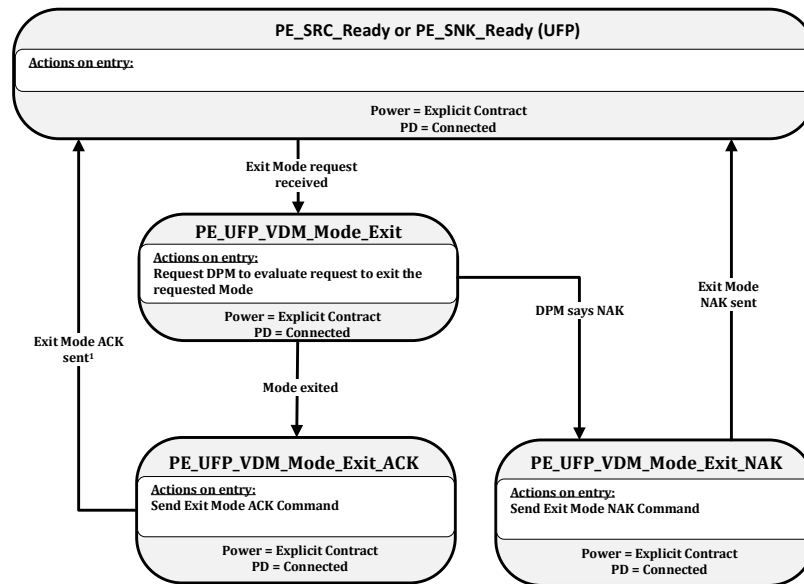 PE_SRC_Ready or PE_SNK_Ready (UFP)
Actions on entry:
Power = Explicit Contract
PD = Connected
Exit Mode request
received
PE_UFP_VDM_Mode_Exit
Actions on entry:
Request DPM to evaluate request to exit the
requested Mode
Power = Explicit Contract
PD = Connected
Exit Mode
NAK sent
DPM says NAK
Exit Mode ACK
sent¹
Mode exited
PE_UFP_VDM_Mode_Exit_ACK
Actions on entry:
Send Exit Mode ACK Command
Power = Explicit Contract
PD = Connected
PE_UFP_VDM_Mode_Exit_NAK
Actions on entry:
Send Exit Mode NAK Command
Power = Explicit Contract
PD = Connected